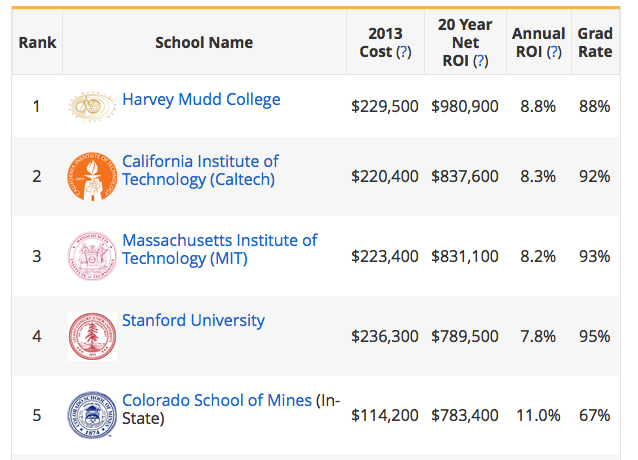 Rank School Name 2013 Cost (?) 20 Year Net ROI (?) Annual ROI (?) Grad Rate
1 Harvey Mudd College $229,500 $980,900 8.8% 88%
2 California Institute of Technology (Caltech) $220,400 $837,600 8.3% 92%
3 Massachusetts Institute of Technology (MIT) $223,400 $831,100 8.2% 93%
4 Stanford University $236,300 $789,500 7.8% 95%
5 Colorado School of Mines (In-State) $114,200 $783,400 11.0% 67%